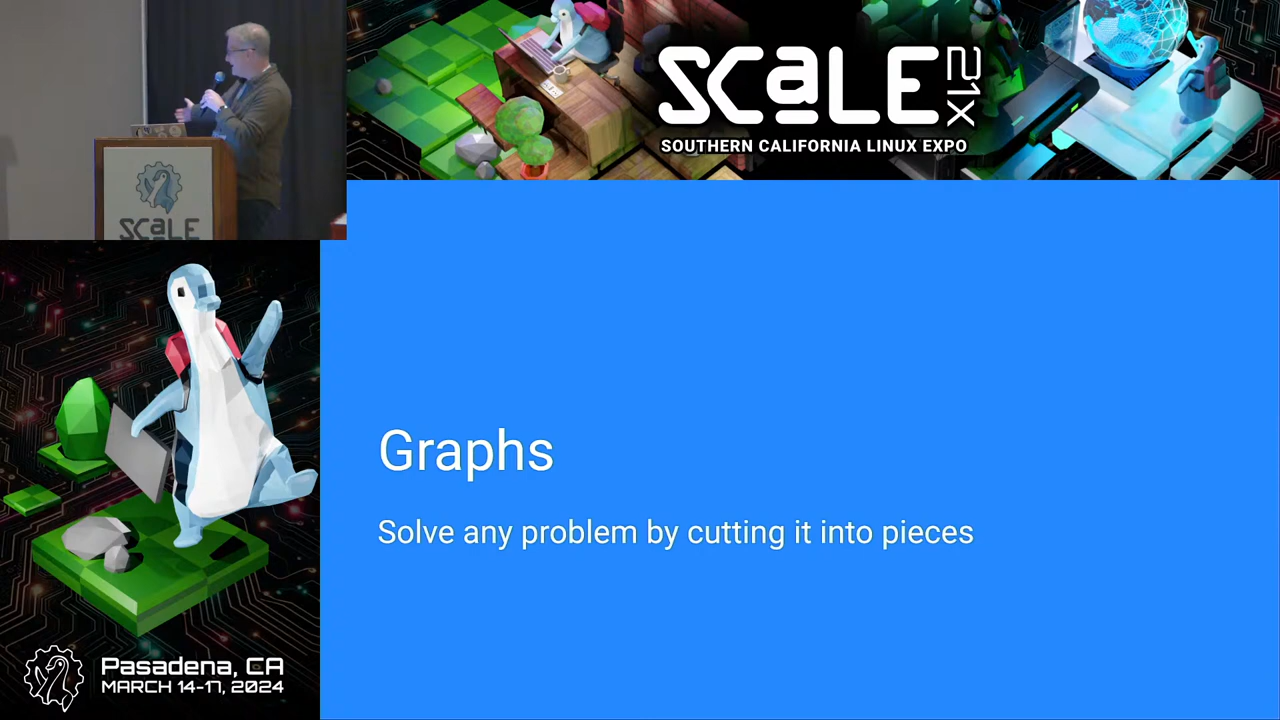 SCaLE 21X
SOUTHERN CALIFORNIA LINUX EXPO
SCaLE
Graphs
Solve any problem by cutting it into pieces
Pasadena, CA
MARCH 14-17, 2024